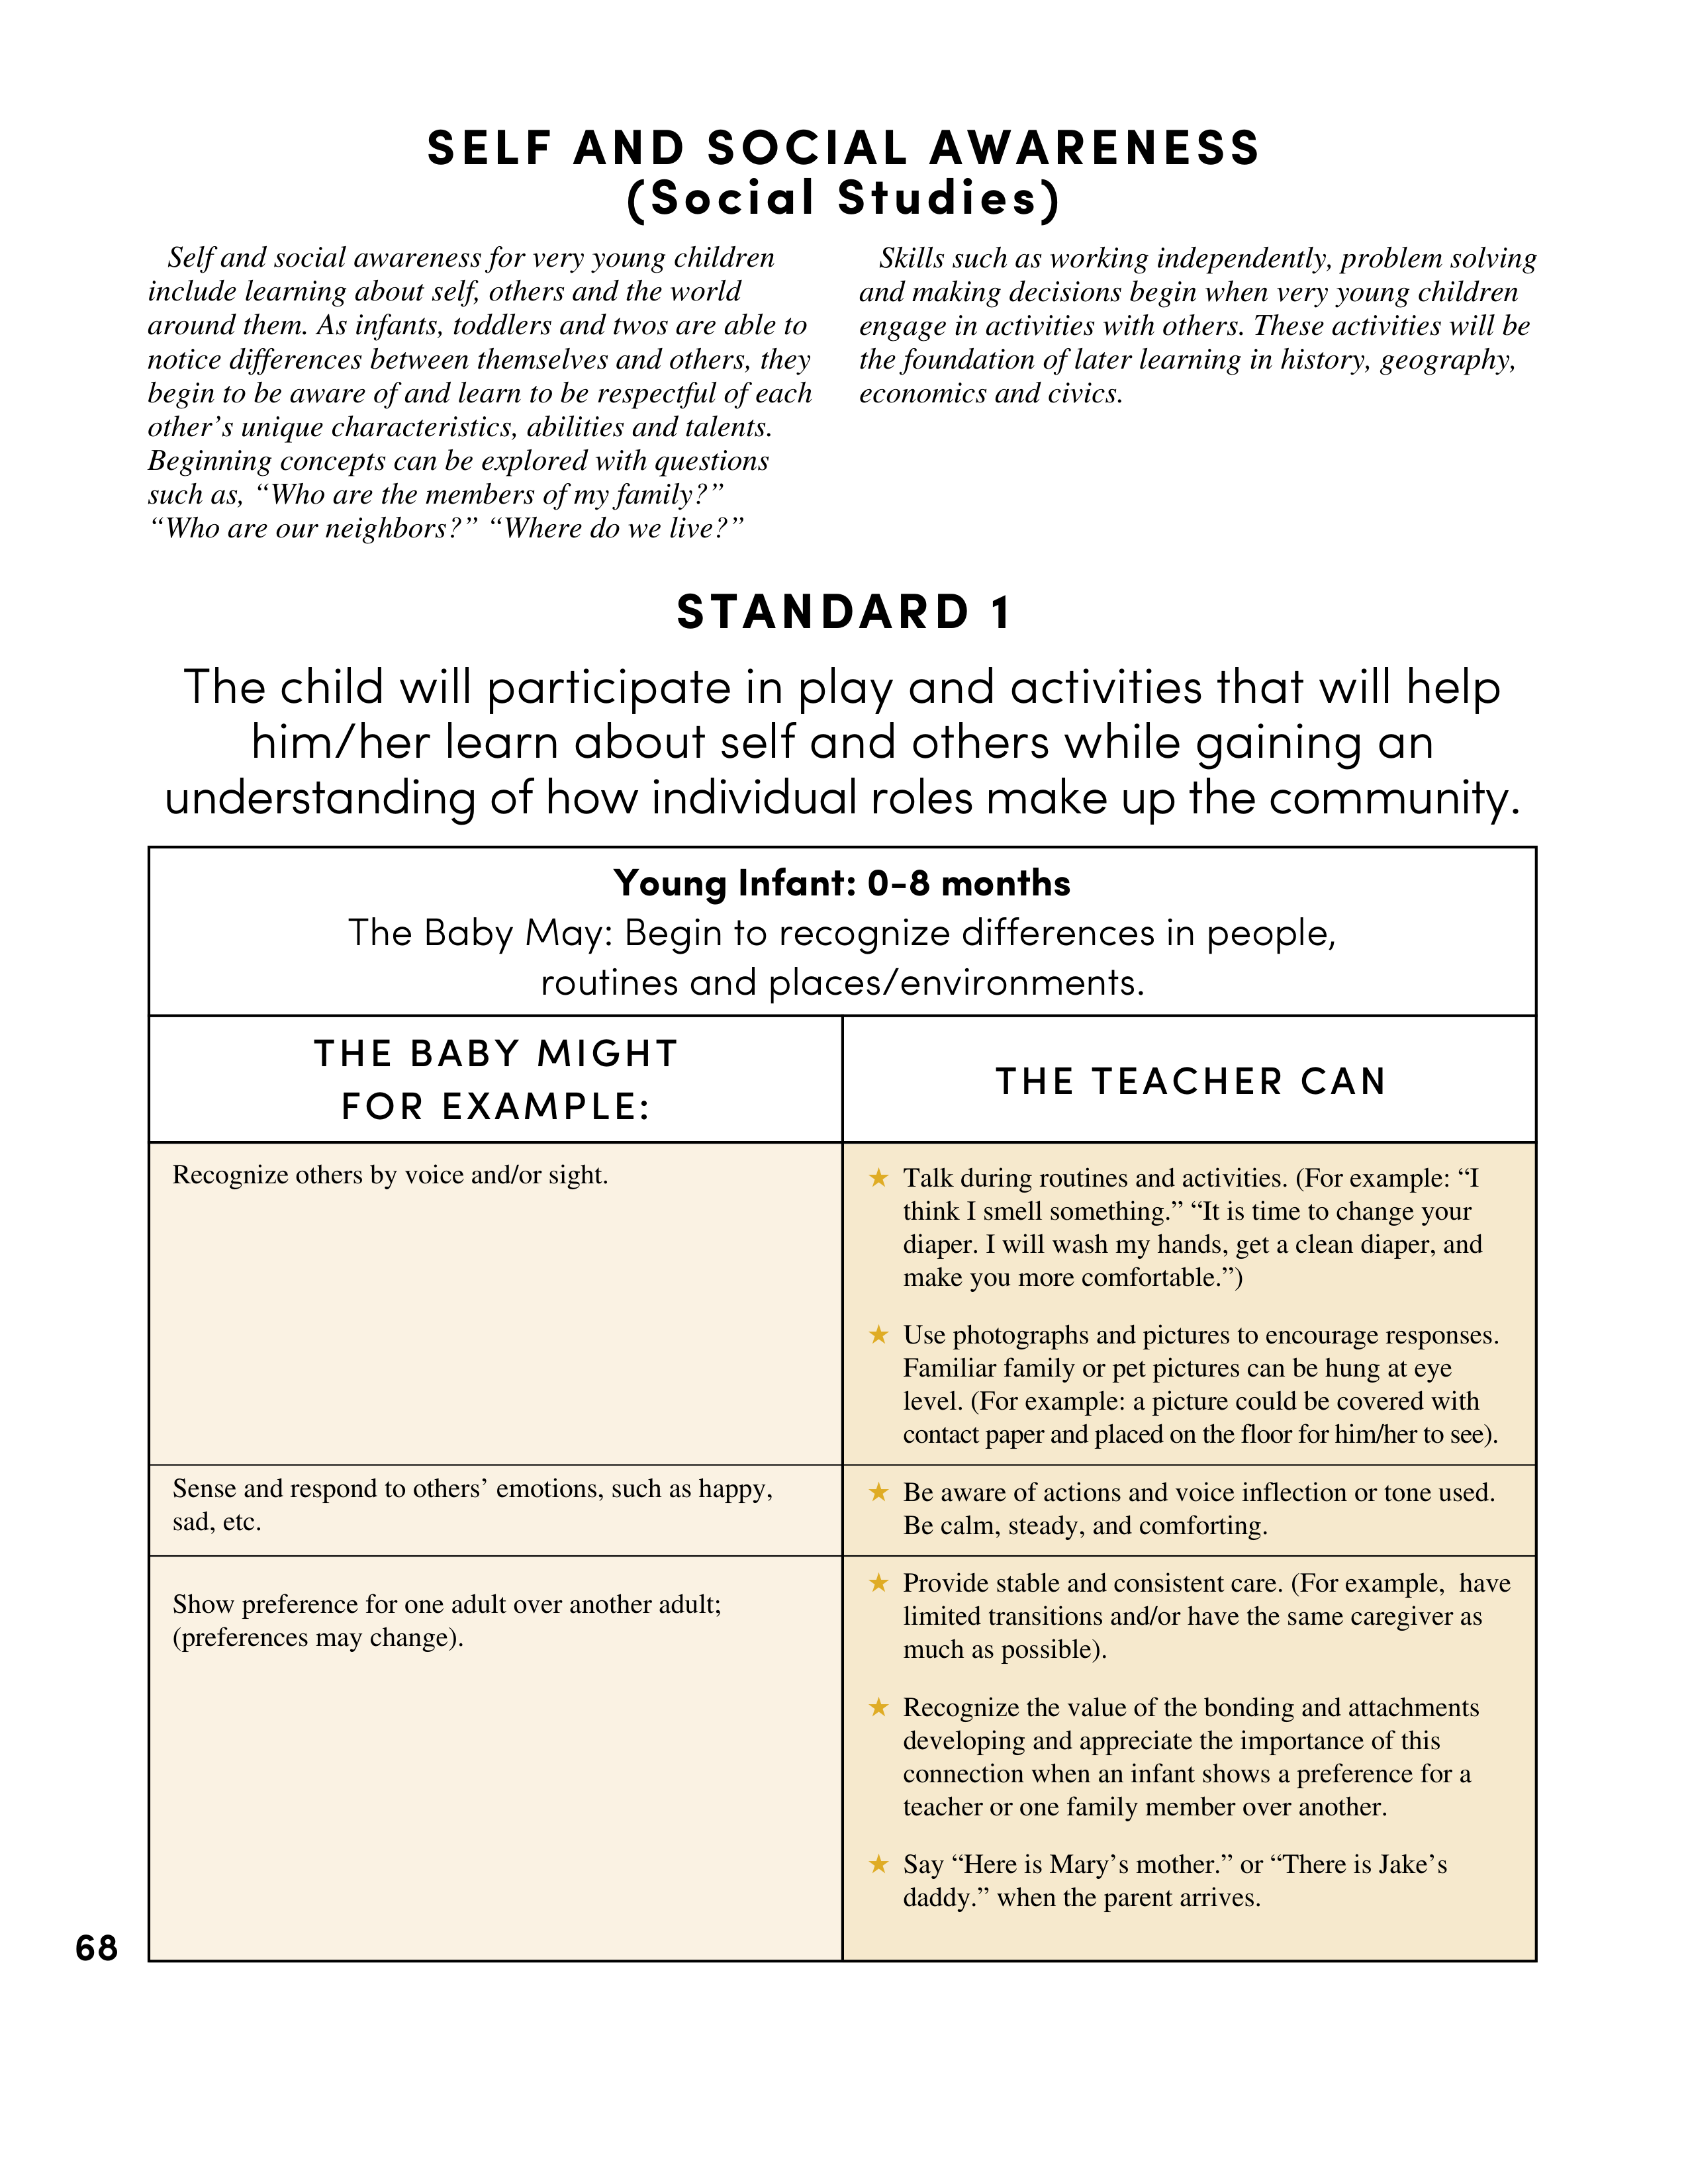 SELF AND SOCIAL AWARENESS
(Social Studies)
Self and social awareness for very young children
include learning about self, others and the world
around them. As infants, toddlers and twos are able to
notice differences between themselves and others, they
begin to be aware of and learn to be respectful of each
other’s unique characteristics, abilities and talents.
Beginning concepts can be explored with questions
such as, “Who are the members of my family?”
“Who are our neighbors?” “Where do we live?”
Skills such as working independently, problem solving
and making decisions begin when very young children
engage in activities with others. These activities will be
the foundation of later learning in history, geography,
economics and civics.
STANDARD 1
The child will participate in play and activities that will help
him/her learn about self and others while gaining an
understanding of how individual roles make up the community.
Young Infant: 0-8 months
The Baby May: Begin to recognize differences in people,
routines and places/environments.
THE BABY MIGHT
FOR EXAMPLE:
THE TEACHER CAN
Recognize others by voice and/or sight.
★ Talk during routines and activities. (For example: “I
think I smell something.” “It is time to change your
diaper. I will wash my hands, get a clean diaper, and
make you more comfortable.”)
★ Use photographs and pictures to encourage responses.
Familiar family or pet pictures can be hung at eye
level. (For example: a picture could be covered with
contact paper and placed on the floor for him/her to see).
Sense and respond to others’ emotions, such as happy,
sad, etc.
★ Be aware of actions and voice inflection or tone used.
Be calm, steady, and comforting.
Show preference for one adult over another adult;
(preferences may change).
★ Provide stable and consistent care. (For example, have
limited transitions and/or have the same caregiver as
much as possible).
★ Recognize the value of the bonding and attachments
developing and appreciate the importance of this
connection when an infant shows a preference for a
teacher or one family member over another.
★ Say “Here is Mary’s mother.” or “There is Jake’s
daddy.” when the parent arrives.
68